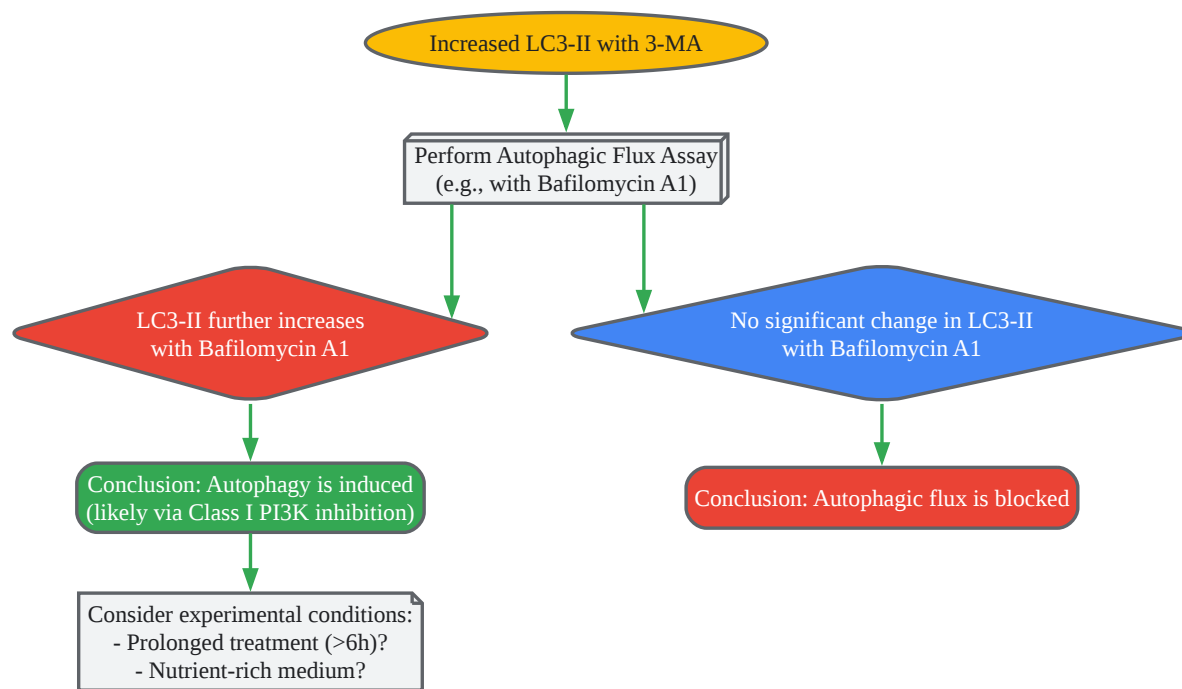 Increased LC3-II with 3-MA
Perform Autophagic Flux Assay
(e.g., with Bafilomycin A1)
LC3-II further increases
with Bafilomycin A1
No significant change in LC3-II
with Bafilomycin A1
Conclusion: Autophagy is induced
(likely via Class I PI3K inhibition)
Conclusion: Autophagic flux is blocked
Consider experimental conditions:
- Prolonged treatment (>6h)?
- Nutrient-rich medium?